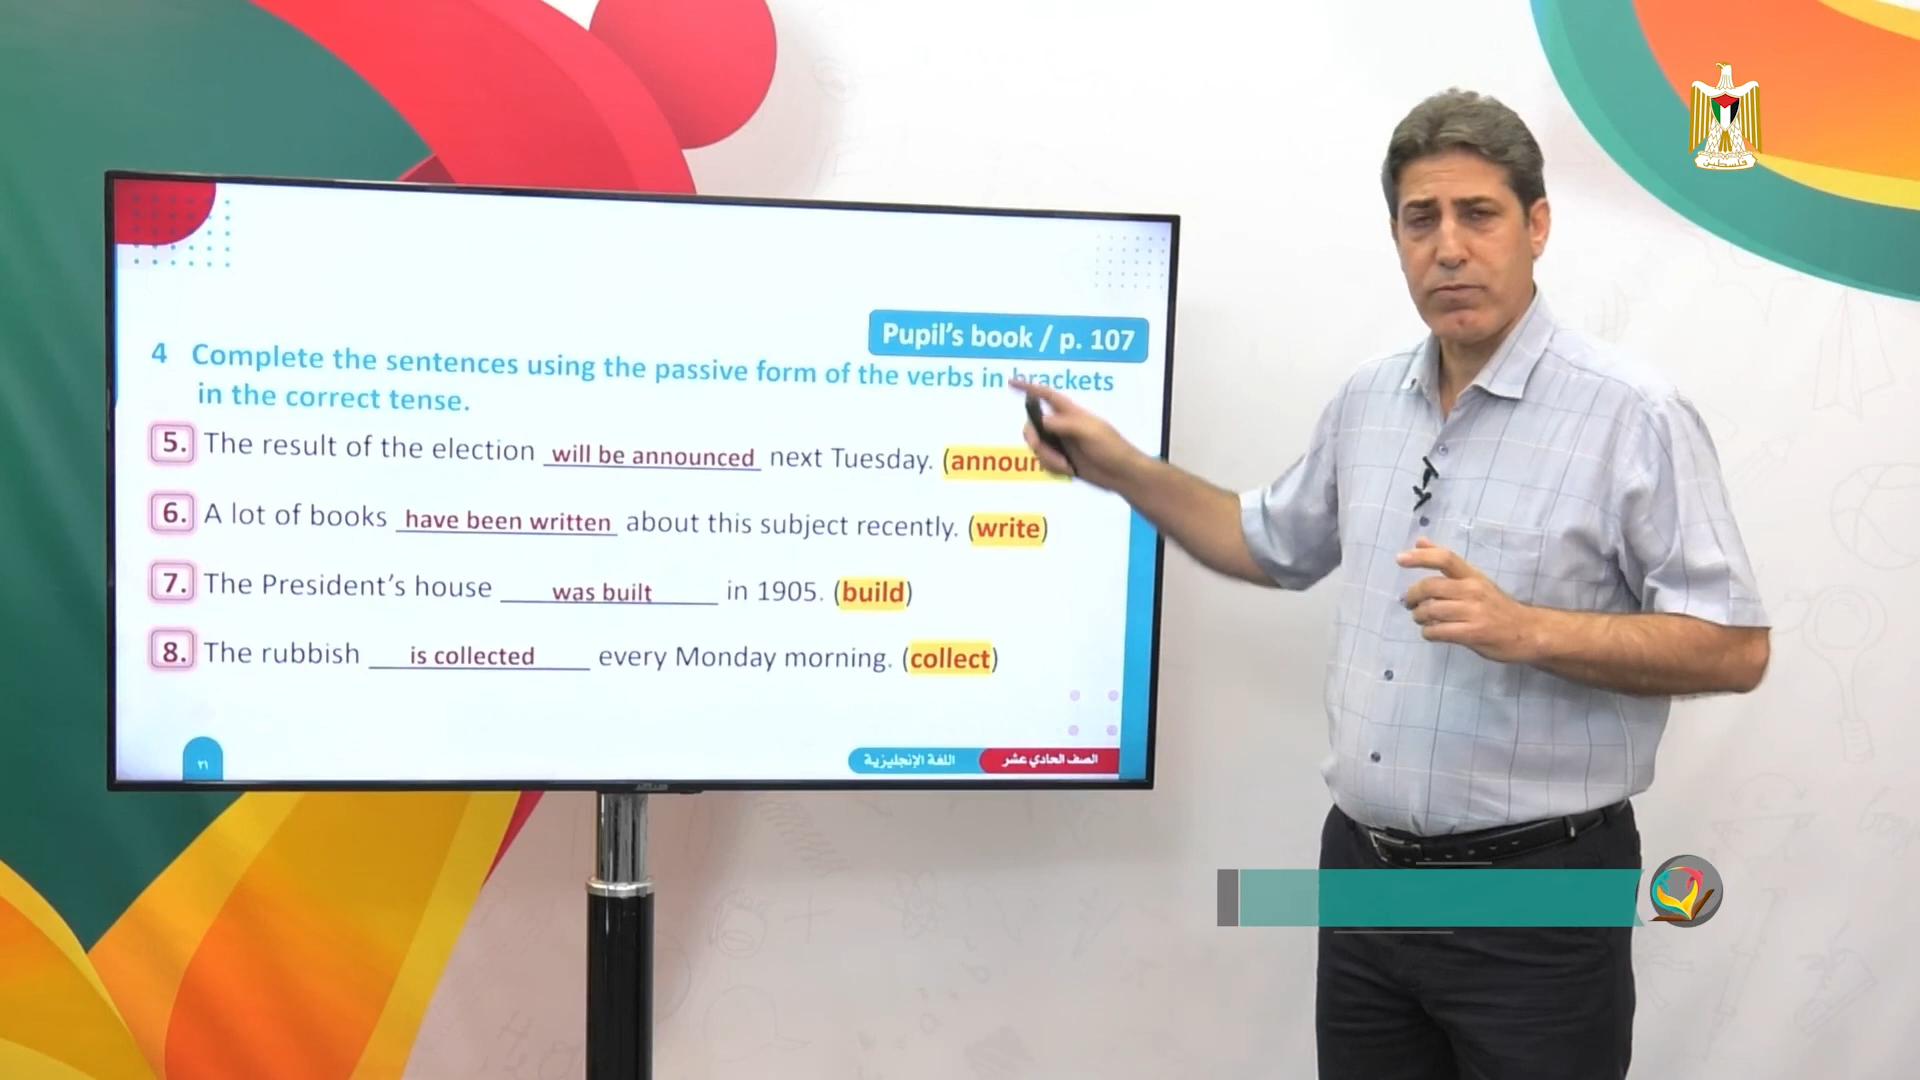 فلسطين
Pupil's book / p. 107
4 Complete the sentences using the passive form of the verbs in brackets
in the correct tense.
5. The result of the election will be announced next Tuesday. (announ
6. A lot of books have been written about this subject recently. (write)
7. The President's house was built in 1905. (build)
8. The rubbish is collected every Monday morning. (collect)
٢١
اللغة الإنجليزية
الصف الحادي عشر